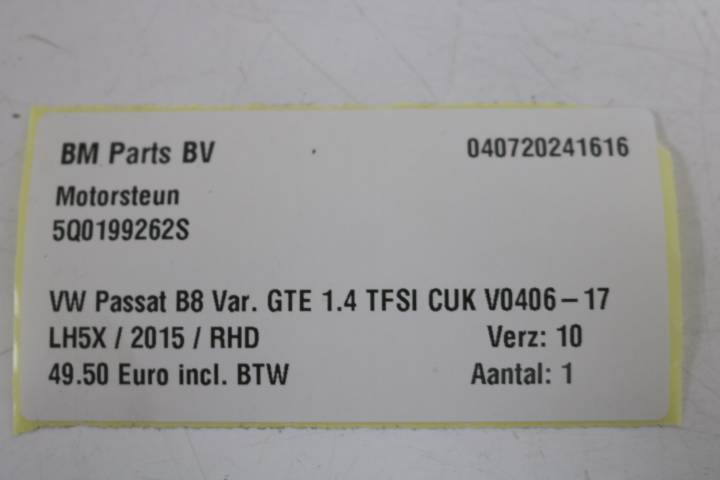 BM Parts BV 040720241616
Motorsteun
5Q0199262S
VW Passat B8 Var. GTE 1.4 TFSI CUK V0406-17
LH5X / 2015 / RHD Verz: 10
49.50 Euro incl. BTW Aantal: 1